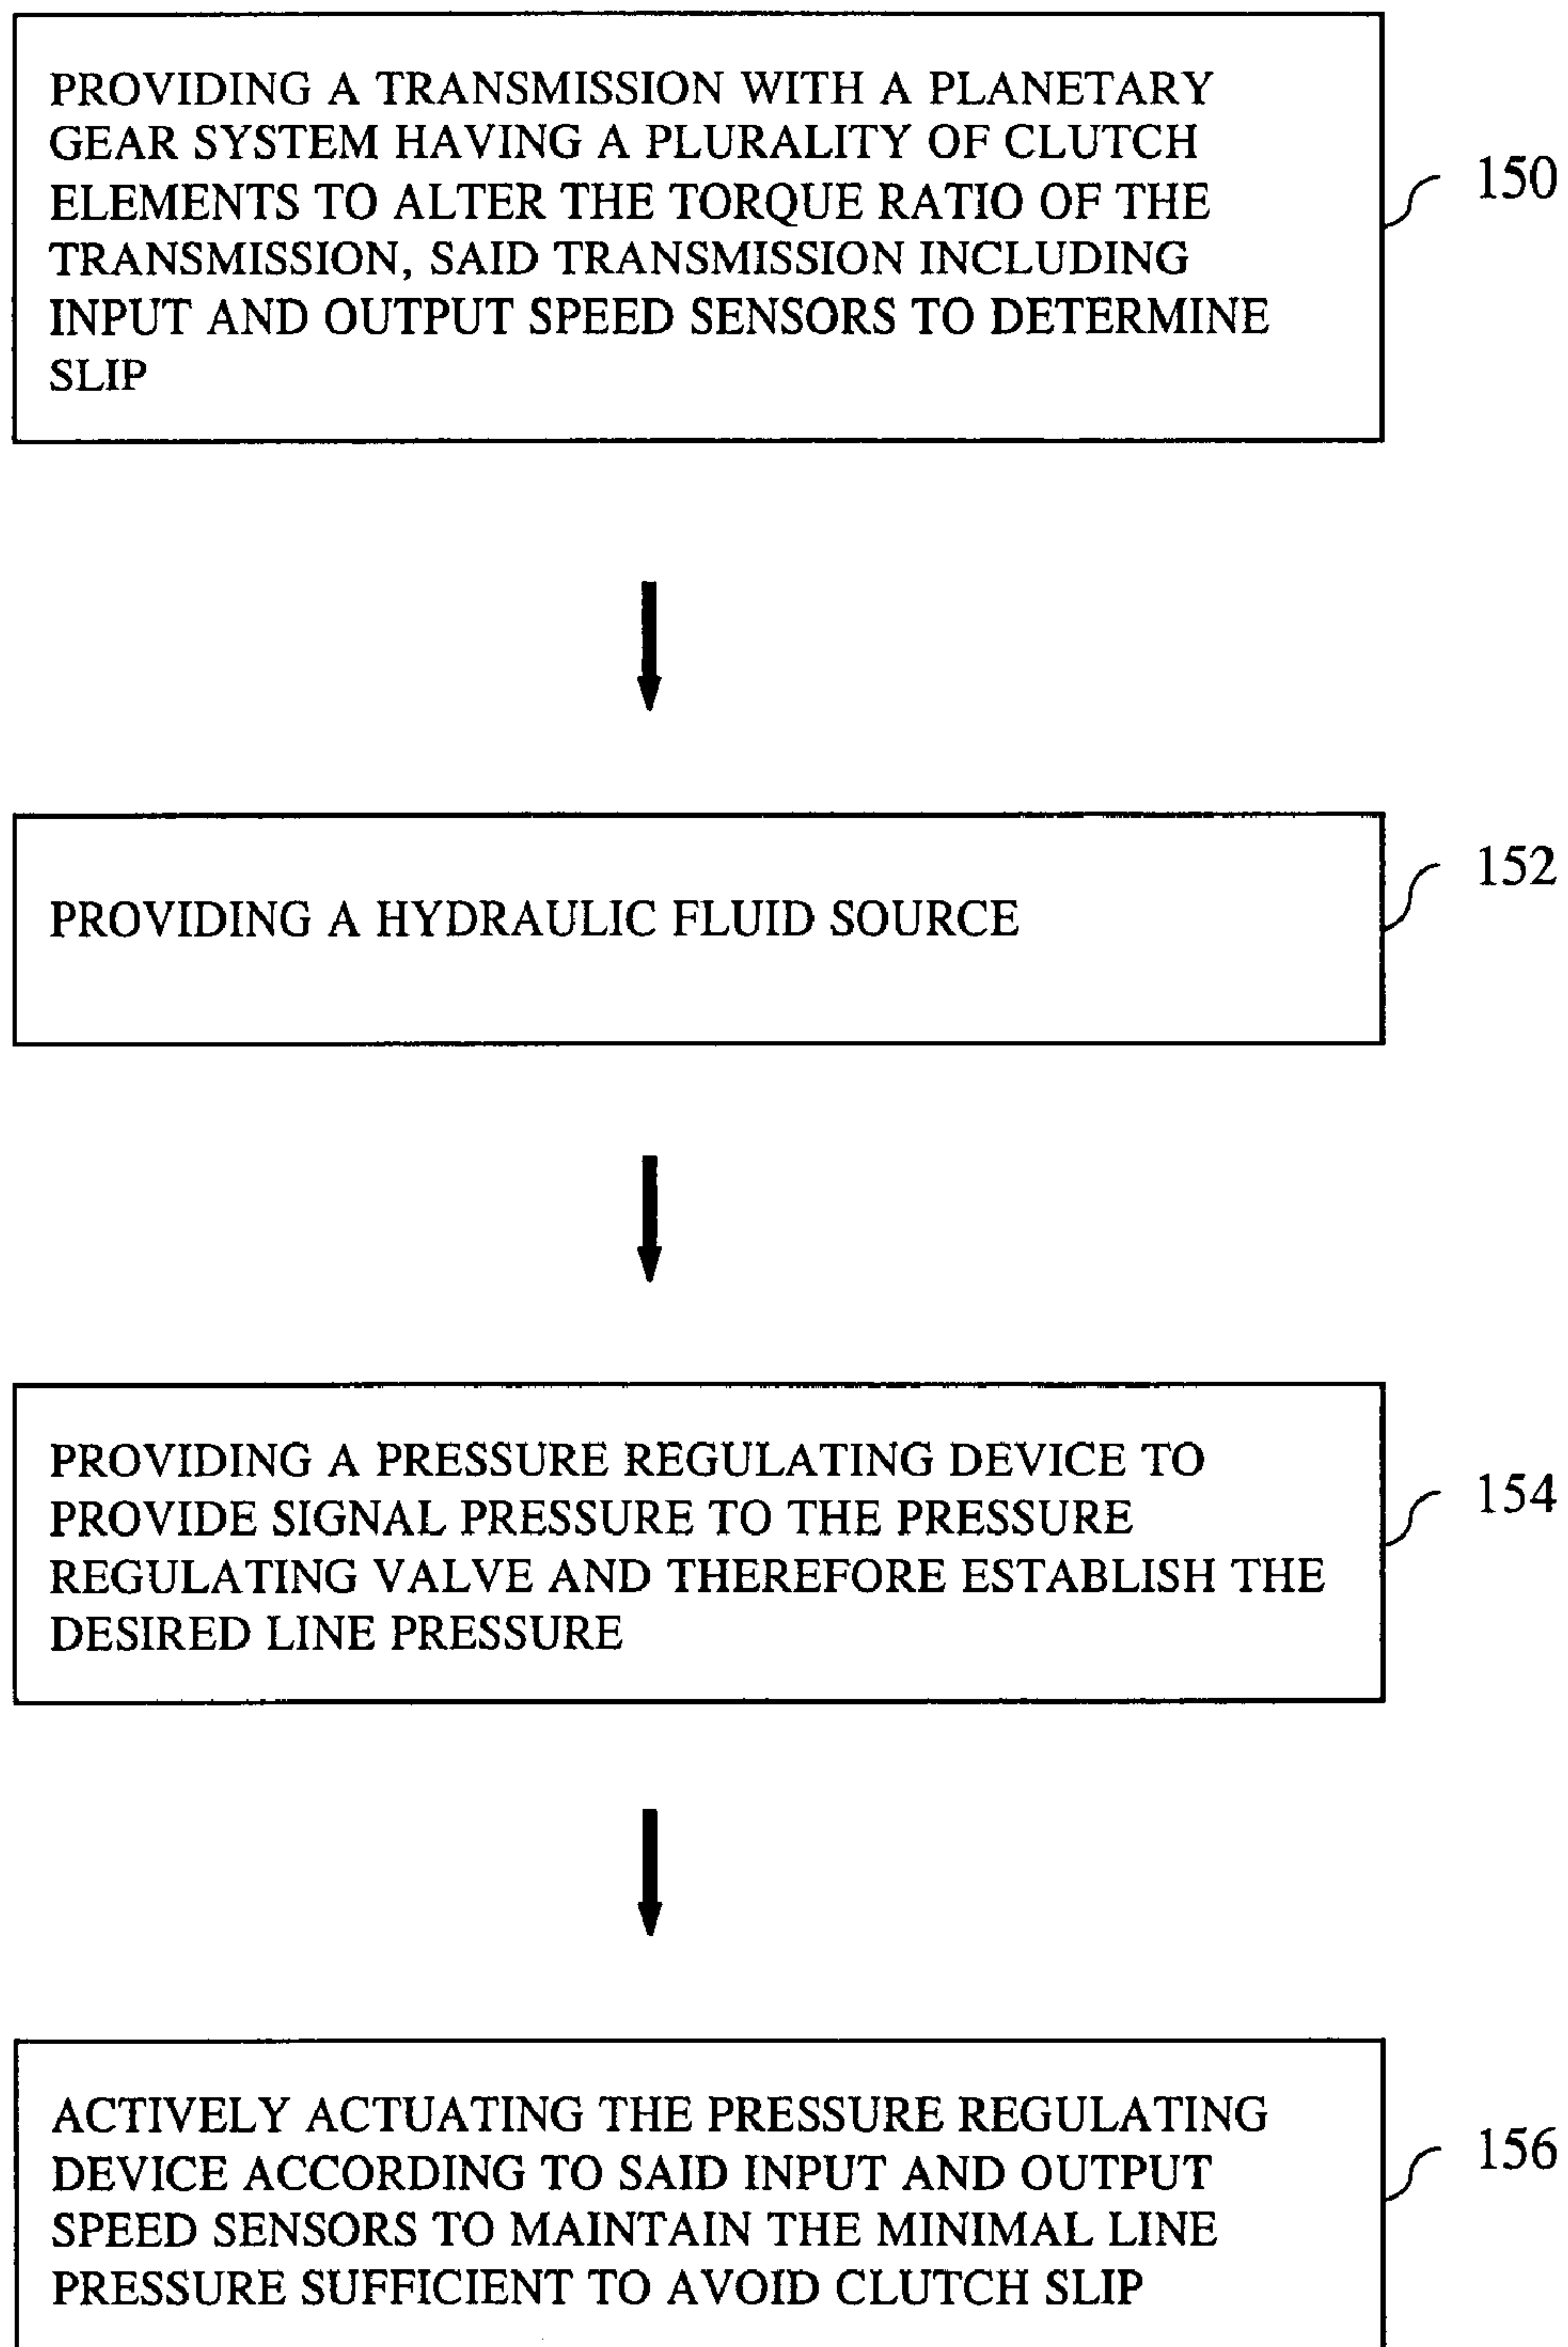 PROVIDING A TRANSMISSION WITH A PLANETARY
GEAR SYSTEM HAVING A PLURALITY OF CLUTCH
ELEMENTS TO ALTER THE TORQUE RATIO OF THE
TRANSMISSION, SAID TRANSMISSION INCLUDING
INPUT AND OUTPUT SPEED SENSORS TO DETERMINE
SLIP
150
PROVIDING A HYDRAULIC FLUID SOURCE
152
PROVIDING A PRESSURE REGULATING DEVICE TO
PROVIDE SIGNAL PRESSURE TO THE PRESSURE
REGULATING VALVE AND THEREFORE ESTABLISH THE
DESIRED LINE PRESSURE
154
ACTIVELY ACTUATING THE PRESSURE REGULATING
DEVICE ACCORDING TO SAID INPUT AND OUTPUT
SPEED SENSORS TO MAINTAIN THE MINIMAL LINE
PRESSURE SUFFICIENT TO AVOID CLUTCH SLIP
156